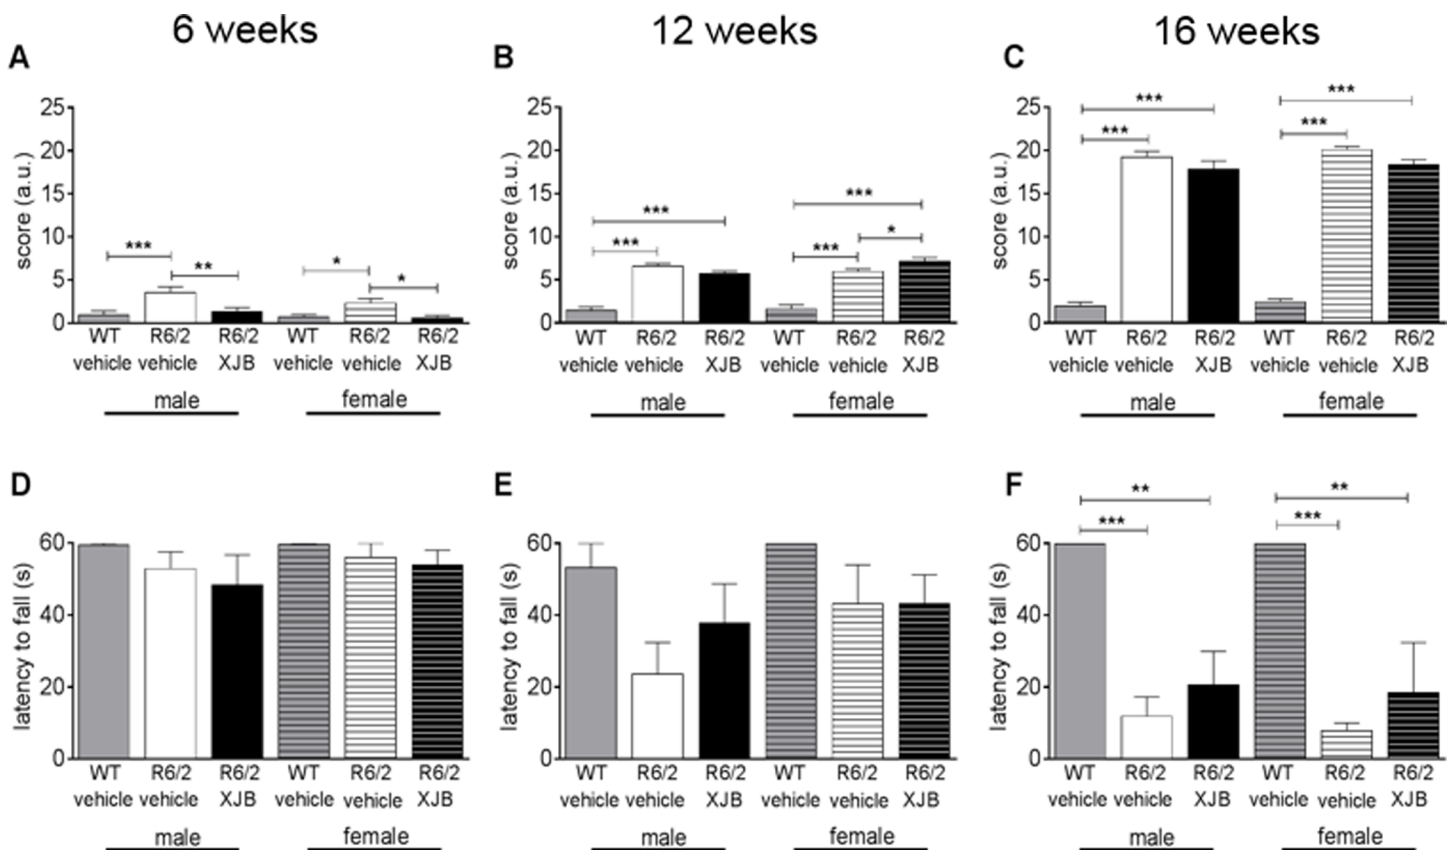 6 weeks
12 weeks
16 weeks
A
B
C
25
20
15
10
5
0
score (a.u.)
***
**
*
*
WT vehicle
R6/2 vehicle
R6/2 XJB
WT vehicle
R6/2 vehicle
R6/2 XJB
male
female
25
20
15
10
5
0
score (a.u.)
***
***
***
***
*
WT vehicle
R6/2 vehicle
R6/2 XJB
WT vehicle
R6/2 vehicle
R6/2 XJB
male
female
25
20
15
10
5
0
score (a.u.)
***
***
***
***
WT vehicle
R6/2 vehicle
R6/2 XJB
WT vehicle
R6/2 vehicle
R6/2 XJB
male
female
D
E
F
60
40
20
0
latency to fall (s)
WT vehicle
R6/2 vehicle
R6/2 XJB
WT vehicle
R6/2 vehicle
R6/2 XJB
male
female
60
40
20
0
latency to fall (s)
WT vehicle
R6/2 vehicle
R6/2 XJB
WT vehicle
R6/2 vehicle
R6/2 XJB
male
female
60
40
20
0
latency to fall (s)
**
***
**
***
WT vehicle
R6/2 vehicle
R6/2 XJB
WT vehicle
R6/2 vehicle
R6/2 XJB
male
female